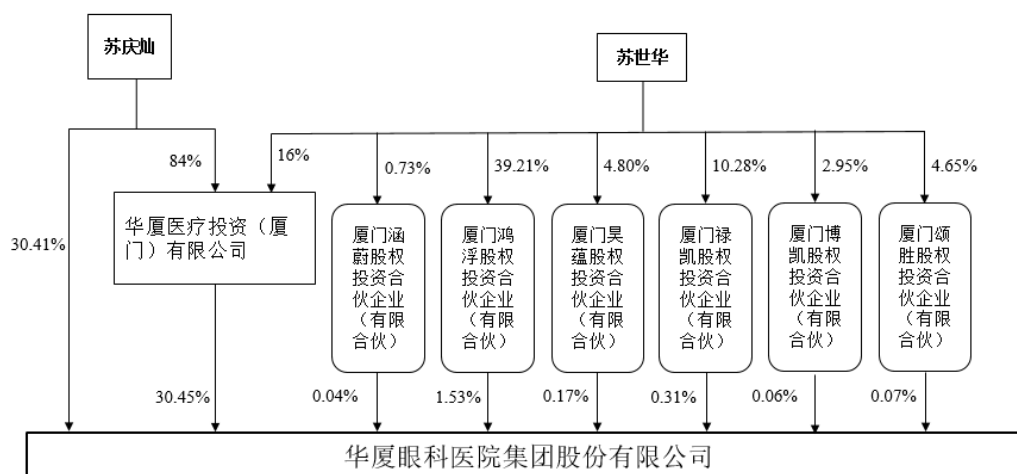 苏庆灿
苏世华
84%
16%
0.73%
39.21%
4.80%
10.28%
2.95%
4.65%
30.41%
华厦医疗投资（厦
门）有限公司
厦门涵
蔚股权
投资合
伙企业
（有限
合伙）
厦门鸿
浮股权
投资合
伙企业
（有限
合伙）
厦门昊
蕴股权
投资合
伙企业
（有限
合伙）
厦门禄
凯股权
投资合
伙企业
（有限
合伙）
厦门博
凯股权
投资合
伙企业
（有限
合伙）
厦门颂
胜股权
投资合
伙企业
（有限
合伙）
30.45%
0.04%
1.53%
0.17%
0.31%
0.06%
0.07%
华厦眼科医院集团股份有限公司